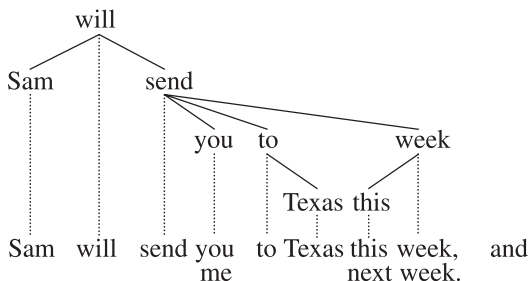 will
Sam send
you to week
Texas this
Sam will send you to Texas this week, and
me next week.